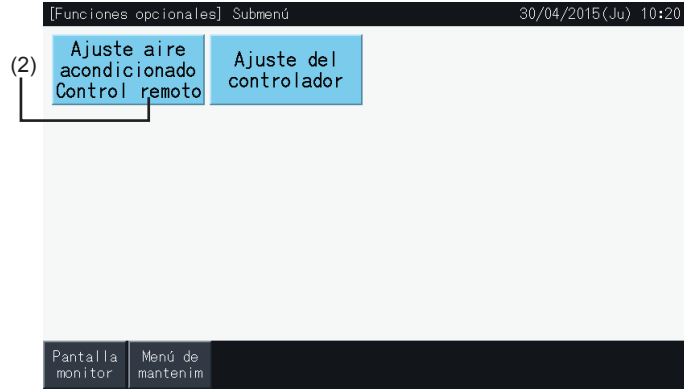 [Funciones opcionales] Submenú 30/04/2015(Ju) 10:20
(2)
Ajuste aire
acondicionado
Control remoto
Ajuste del
controlador
Pantalla
monitor
Menú de
mantenim